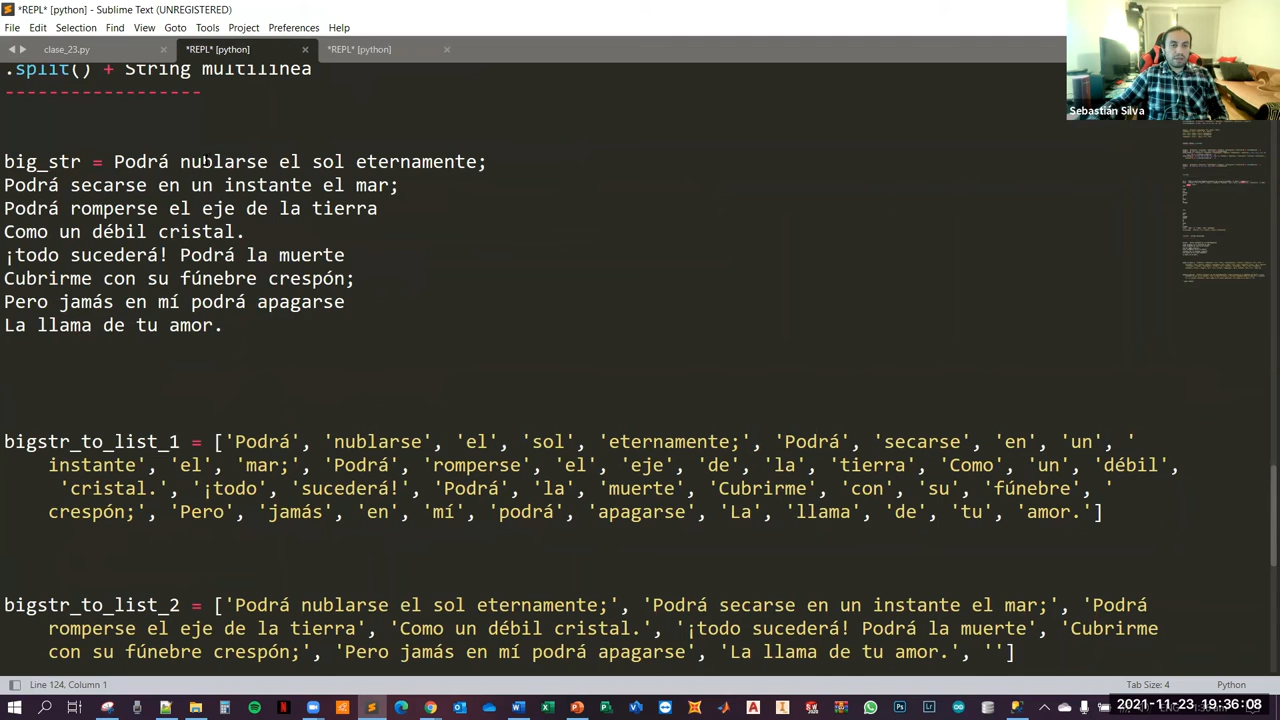 *REPL* [python] - Sublime Text (UNREGISTERED)
File Edit Selection Find View Goto Tools Project Preferences Help
clase_23.py
*REPL* [python]
*REPL* [python]
Sebastián Silva
.split() + String multilinea
------------------
big_str = Podrá nublarse el sol eternamente;
Podrá secarse en un instante el mar;
Podrá romperse el eje de la tierra
Como un débil cristal.
¡todo sucederá! Podrá la muerte
Cubrirme con su fúnebre crespón;
Pero jamás en mí podrá apagarse
La llama de tu amor.
bigstr_to_list_1 = ['Podrá', 'nublarse', 'el', 'sol', 'eternamente;', 'Podrá', 'secarse', 'en', 'un', '
instante', 'el', 'mar;', 'Podrá', 'romperse', 'el', 'eje', 'de', 'la', 'tierra', 'Como', 'un', 'débil',
'cristal.', '¡todo', 'sucederá!', 'Podrá', 'la', 'muerte', 'Cubrirme', 'con', 'su', 'fúnebre', '
crespón;', 'Pero', 'jamás', 'en', 'mí', 'podrá', 'apagarse', 'La', 'llama', 'de', 'tu', 'amor.']
bigstr_to_list_2 = ['Podrá nublarse el sol eternamente;', 'Podrá secarse en un instante el mar;', 'Podrá
romperse el eje de la tierra', 'Como un débil cristal.', '¡todo sucederá! Podrá la muerte', 'Cubrirme
con su fúnebre crespón;', 'Pero jamás en mí podrá apagarse', 'La llama de tu amor.', '']
Line 124, Column 1
Tab Size: 4
Python
2021-11-23 19:36:08